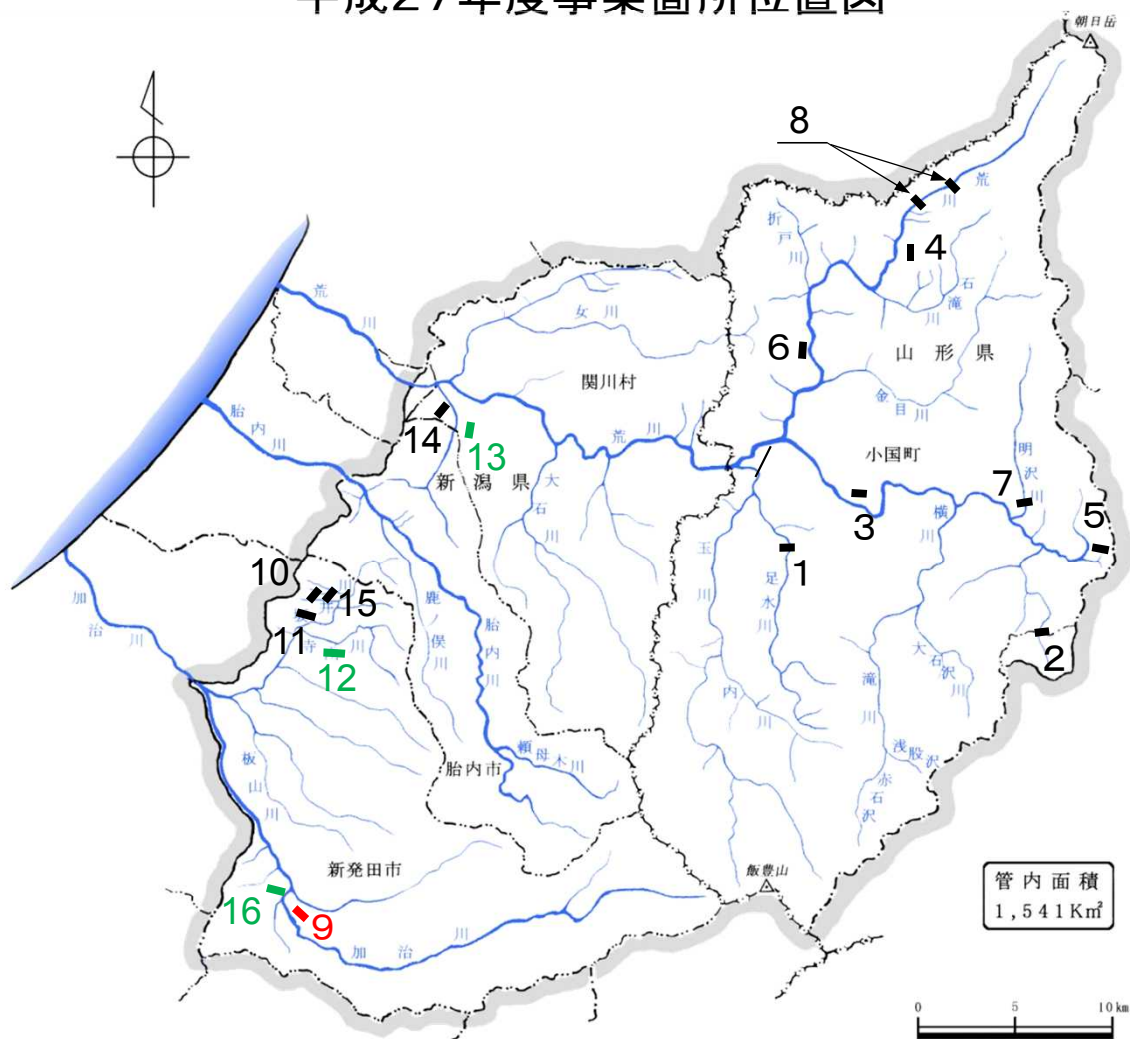 平成27年度事業箇所位置図
朝日岳
8
荒川
折戸川
4
石滝川
荒川
女川
6
山形県
関川村
金目川
胎内川
14
13
荒川
小国町
明沢川
新潟県
大石川
7
横川
5
3
玉川
1
足水川
10
15
加治川
11
鹿ノ俣川
胎内川
12
2
大石沢川
滝川
内川
頼母木川
浅股沢
板山川
胎内市
赤石沢
新発田市
飯豊山
管内面積
1,541K㎡
16
9
加治川
0 5 10km